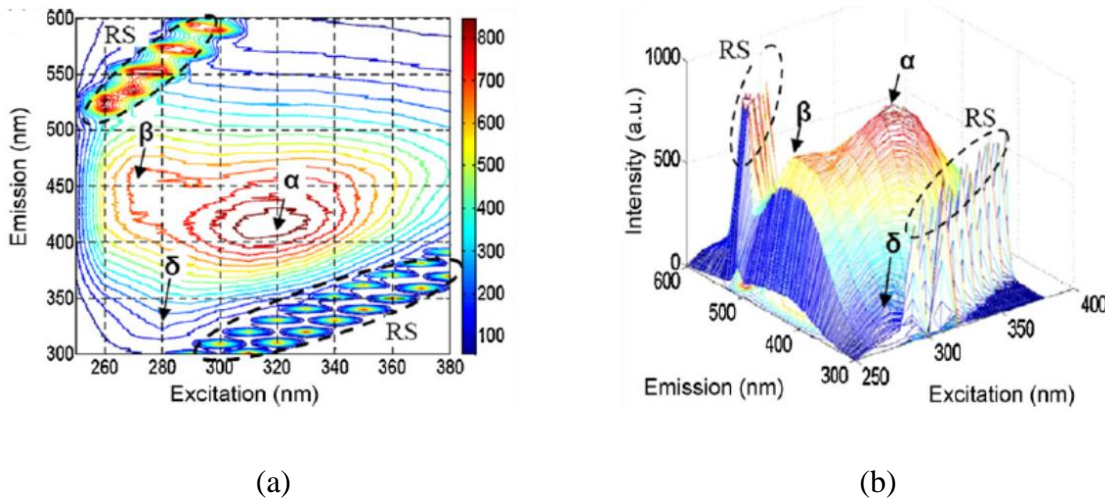 RS
β
α
δ
RS
600
550
500
450
400
350
300
260 280 300 320 340 360 380
Emission (nm)
Excitation (nm)
800
700
600
500
400
300
200
100
RS
α
β
RS
δ
1000
500
0
Intensity (a.u.)
600
500
400
300
Emission (nm)
250
300
350
400
Excitation (nm)
(a) (b)